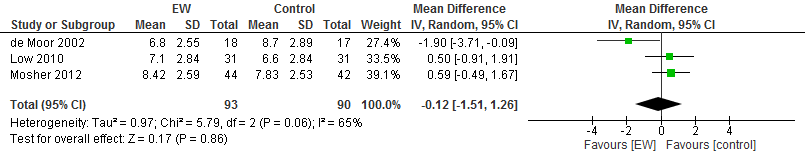 EW Control Mean Difference Mean Difference
Study or Subgroup Mean SD Total Mean SD Total Weight IV, Random, 95% CI IV, Random, 95% CI
de Moor 2002 6.8 2.55 18 8.7 2.89 17 27.4% -1.90 [-3.71, -0.09]
Low 2010 7.1 2.84 31 6.6 2.84 31 33.5% 0.50 [-0.91, 1.91]
Mosher 2012 8.42 2.59 44 7.83 2.53 42 39.1% 0.59 [-0.49, 1.67]
Total (95% CI) 93 90 100.0% -0.12 [-1.51, 1.26]
Heterogeneity: Tau² = 0.97; Chi² = 5.79, df = 2 (P = 0.06); I² = 65%
Test for overall effect: Z = 0.17 (P = 0.86)
-4 -2 0 2 4
Favours [EW] Favours [control]